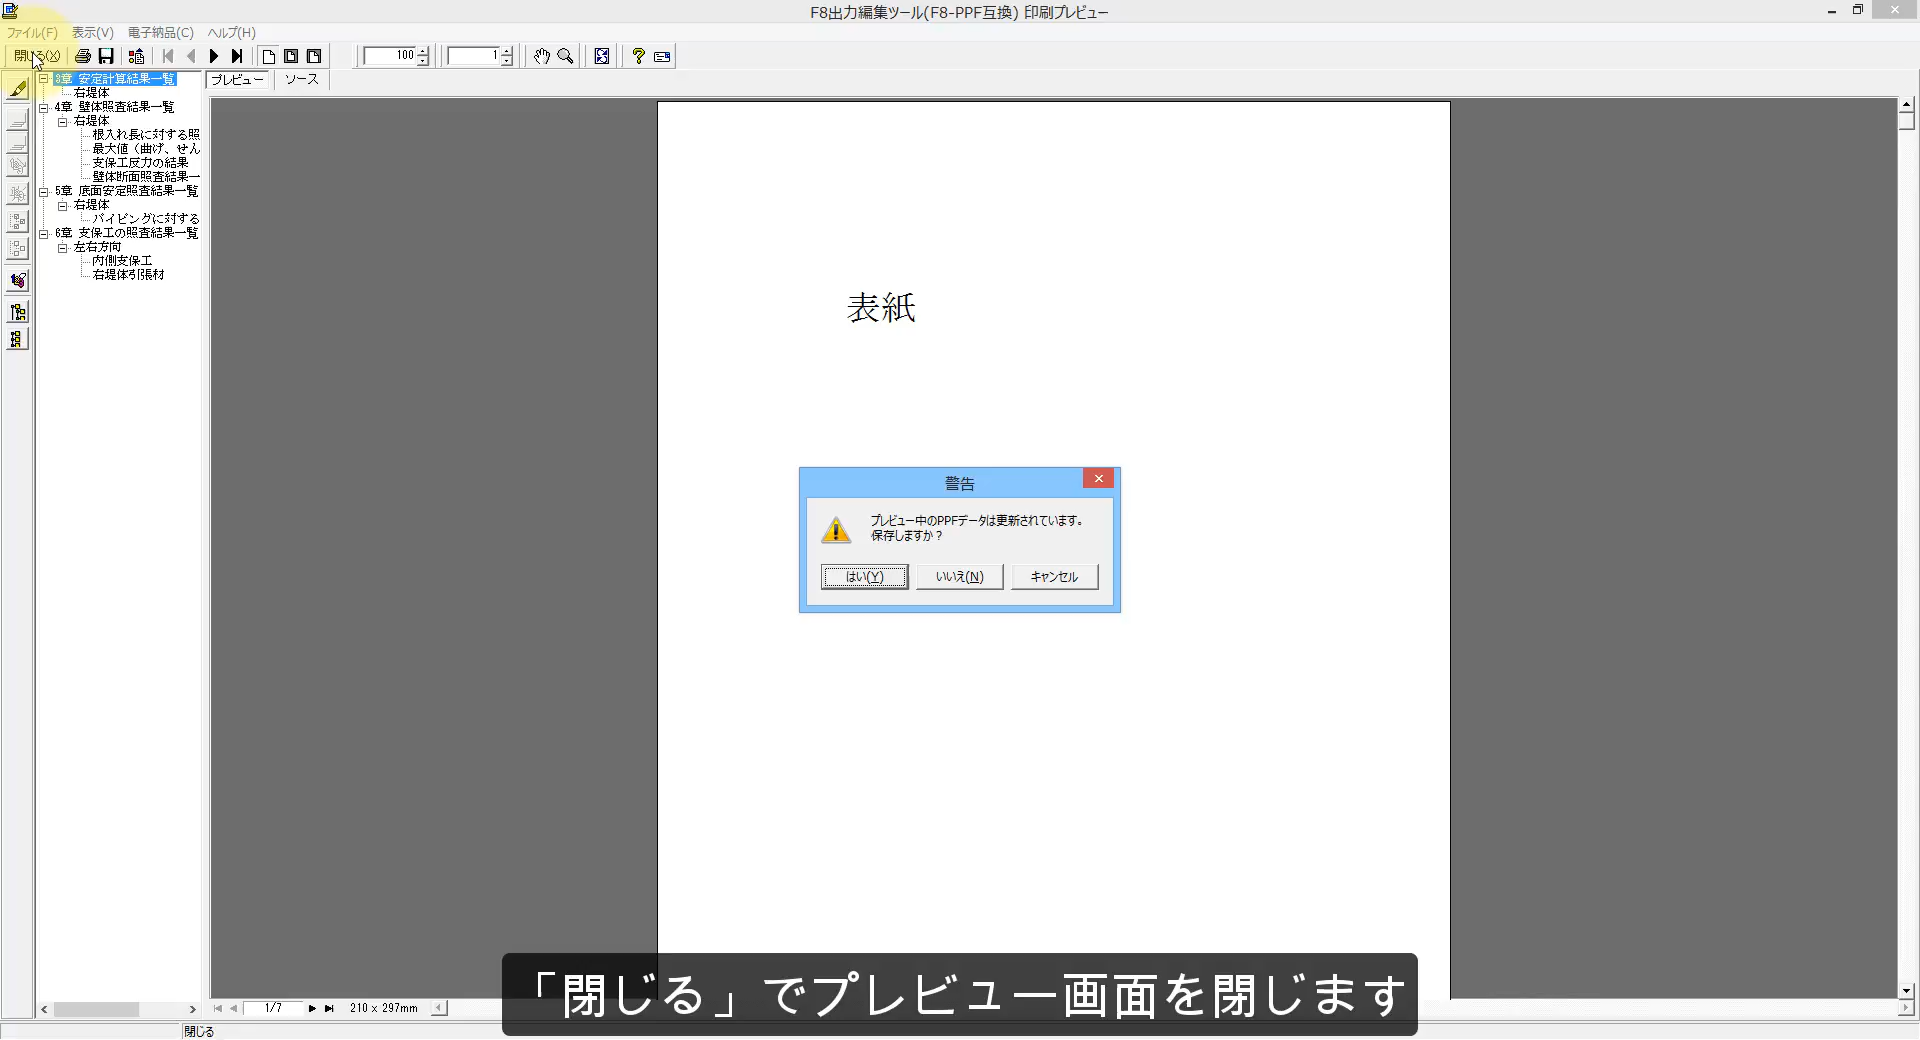 F8出力編集ツール(F8-PPF互換) 印刷プレビュー
ファイル(F) 表示(V) 電子納品(C) ヘルプ(H)
閉じる(X) 100 1
プレビュー ソース
3章 安定計算結果一覧
右堤体
4章 壁体照査結果一覧
右堤体
根入れ長に対する照
最大値（曲げ、せん
支保工反力の結果
壁体断面照査結果一
5章 底面安定照査結果一覧
右堤体
パイピングに対する
6章 支保工の照査結果一覧
左右方向
内側支保工
右堤体引張材
表紙
警告
プレビュー中のPPFデータは更新されています。
保存しますか？
はい(Y) いいえ(N) キャンセル
「閉じる」でプレビュー画面を閉じます
1/7 210 x 297mm
閉じる